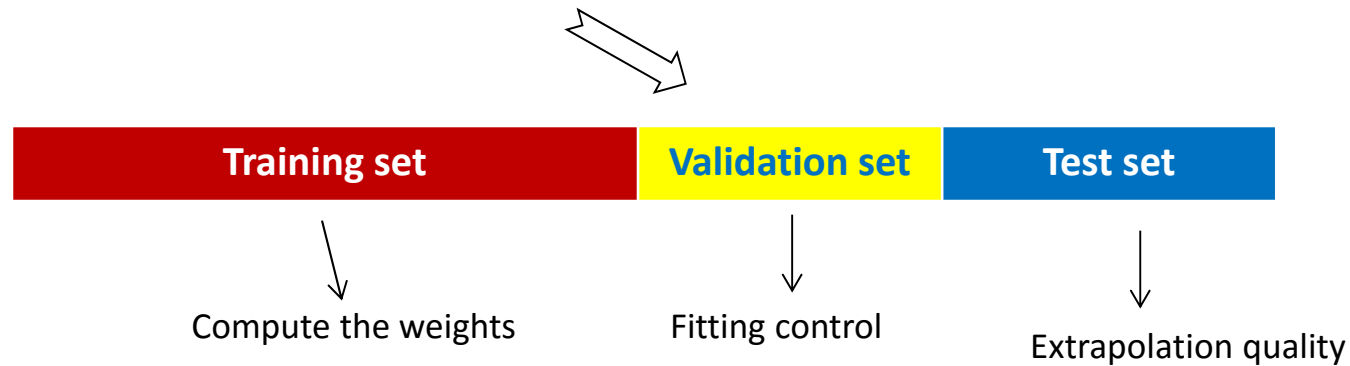 Training set
Validation set
Test set
Compute the weights
Fitting control
Extrapolation quality